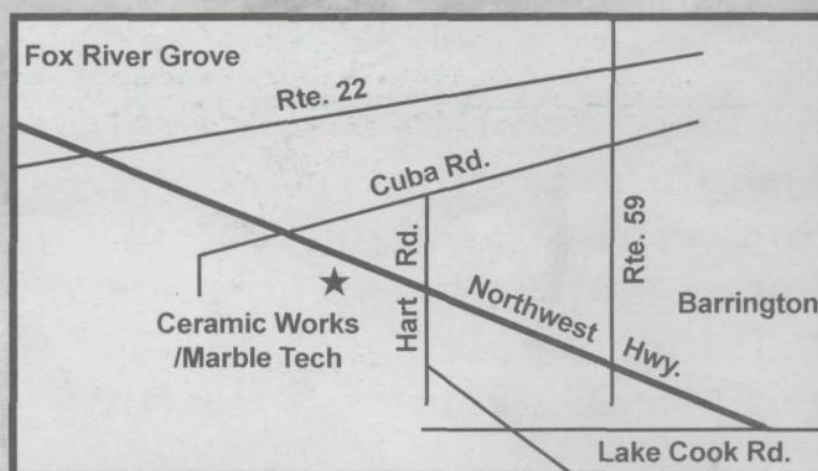 Fox River Grove
Rte. 22
Cuba Rd.
Hart Rd.
Rte. 59
Northwest Hwy.
Barrington
Ceramic Works
/Marble Tech
Lake Cook Rd.